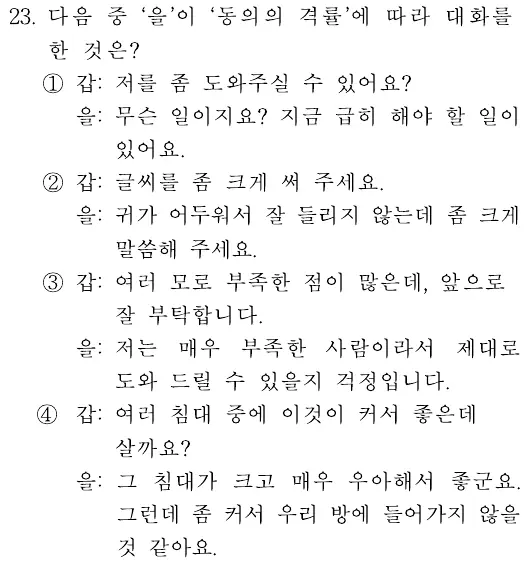 23. 다음 중 ‘을’이 ‘동의의 격률’에 따라 대화를
한 것은?
① 갑: 저를 좀 도와주실 수 있어요?
을: 무슨 일이지요? 지금 급히 해야 할 일이
있어요.
② 갑: 글씨를 좀 크게 써 주세요.
을: 귀가 어두워서 잘 들리지 않는데 좀 크게
말씀해 주세요.
③ 갑: 여러 모로 부족한 점이 많은데, 앞으로
잘 부탁합니다.
을: 저는 매우 부족한 사람이라서 제대로
도와 드릴 수 있을지 걱정입니다.
④ 갑: 여러 침대 중에 이것이 커서 좋은데
살까요?
을: 그 침대가 크고 매우 우아해서 좋군요.
그런데 좀 커서 우리 방에 들어가지 않을
것 같아요.